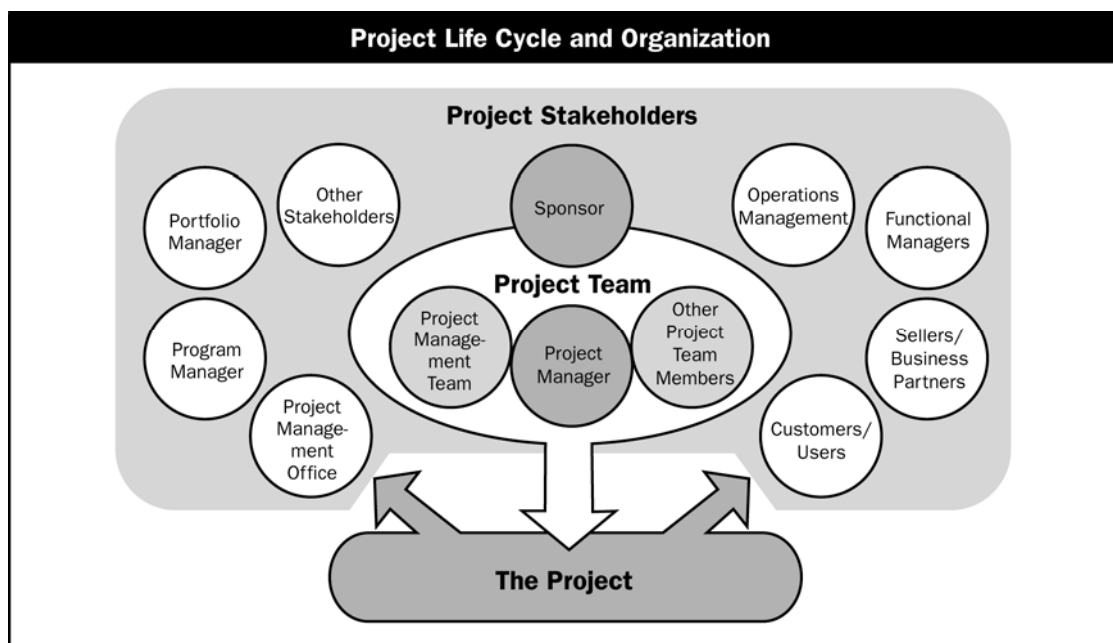 Project Life Cycle and Organization
Project Stakeholders
Portfolio
Manager
Other
Stakeholders
Sponsor
Operations
Management
Functional
Managers
Project Team
Project
Manage-
ment
Team
Project
Manager
Other
Project
Team
Members
Program
Manager
Sellers/
Business
Partners
Project
Manage-
ment
Office
Customers/
Users
The Project